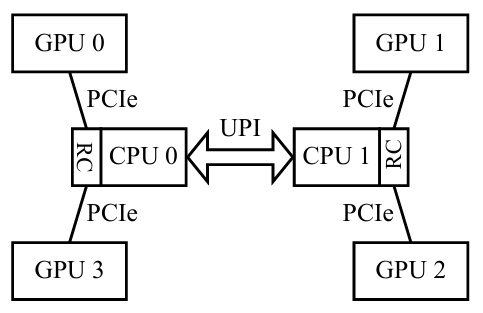 GPU 0
GPU 1
PCIe
PCIe
UPI
RC
CPU 0
CPU 1
RC
PCIe
PCIe
GPU 3
GPU 2